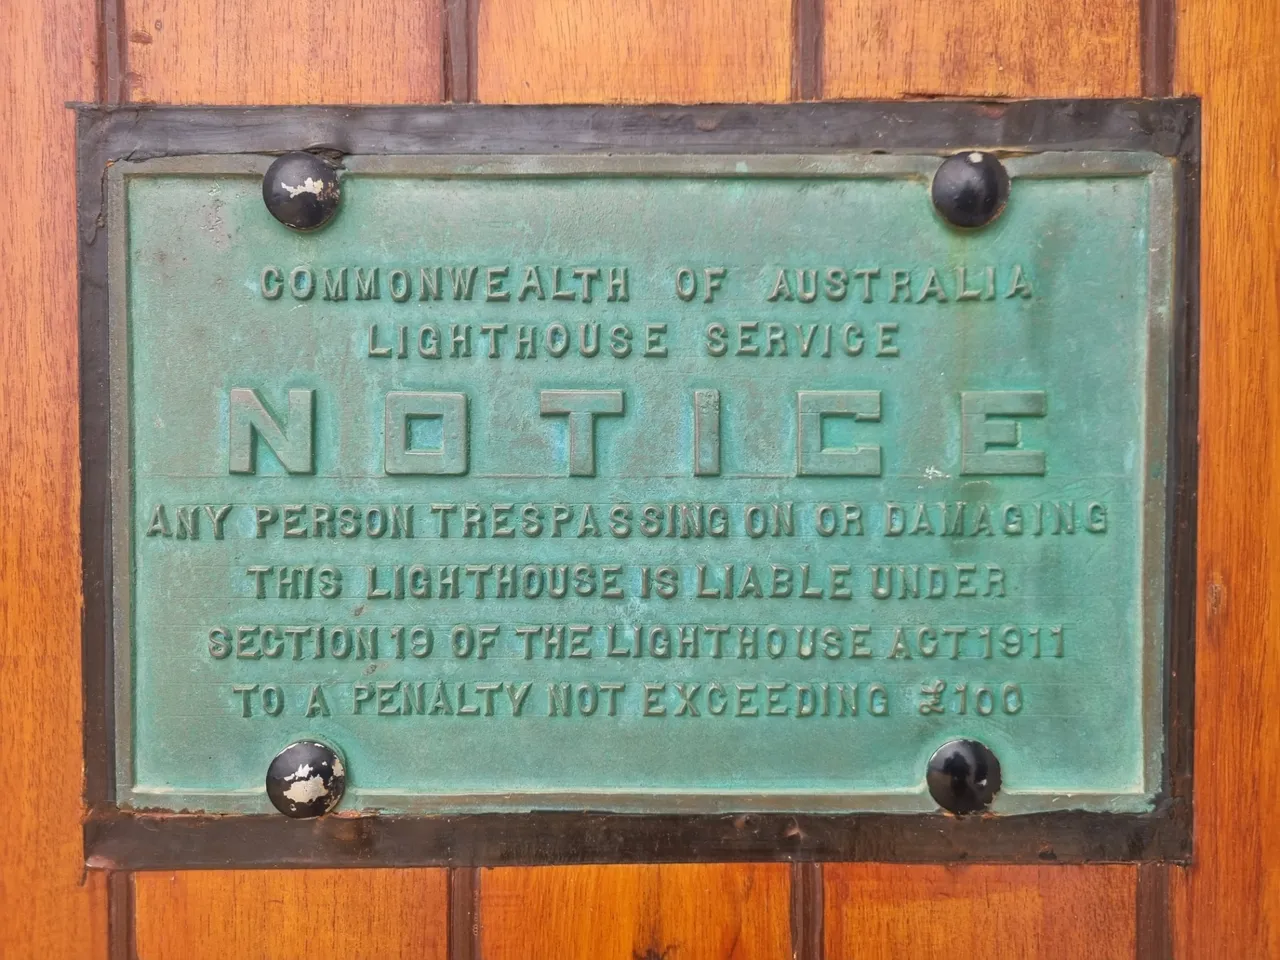 COMMONWEALTH OF AUSTRALIA
LIGHTHOUSE SERVICE
NOTICE
ANY PERSON TRESPASSING ON OR DAMAGING
THIS LIGHTHOUSE IS LIABLE UNDER
SECTION 19 OF THE LIGHTHOUSE ACT 1911
TO A PENALTY NOT EXCEEDING £100